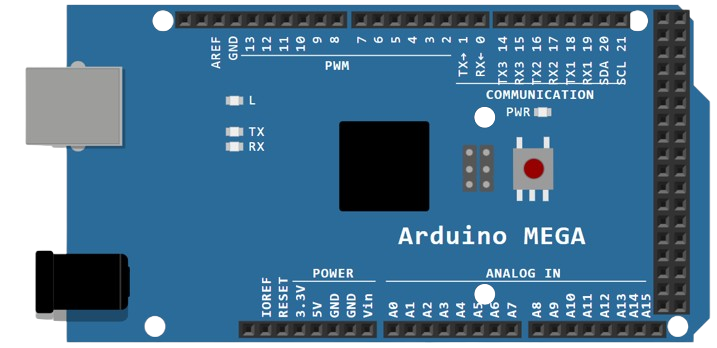 AREF GND 13 12 11 10 9 8 7 6 5 4 3 2 TX→ 1 RX← 0 TX3 14 RX3 15 TX2 16 RX2 17 TX1 18 RX1 19 SDA 20 SCL 21
PWM
COMMUNICATION
L
PWR
TX
RX
Arduino MEGA
POWER
ANALOG IN
IOREF RESET 3.3V 5V GND GND Vin A0 A1 A2 A3 A4 A5 A6 A7 A8 A9 A10 A11 A12 A13 A14 A15